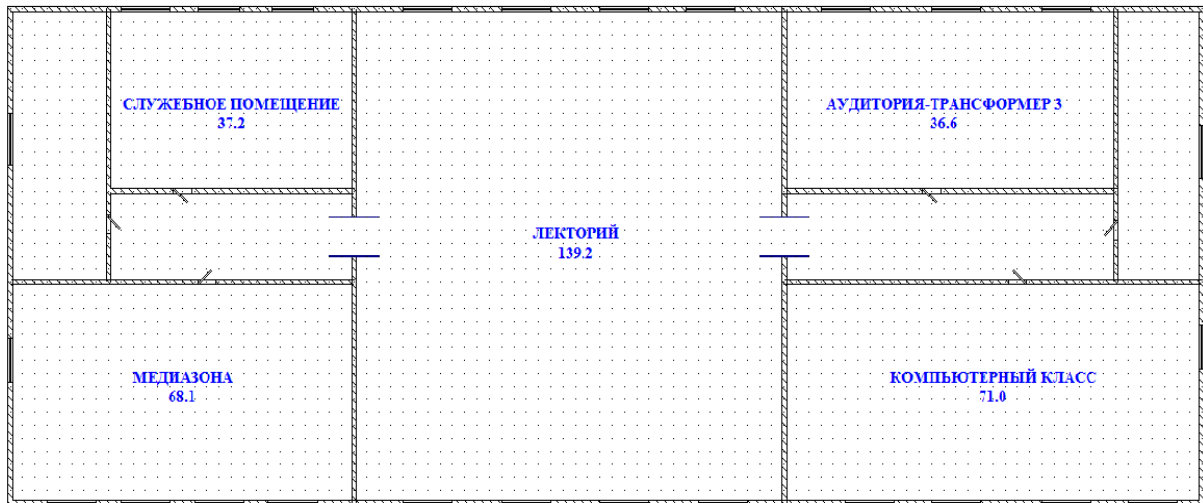 СЛУЖЕБНОЕ ПОМЕЩЕНИЕ
37.2
АУДИТОРИЯ-ТРАНСФОРМЕР 3
36.6
ЛЕКТОРИЙ
139.2
МЕДИАЗОНА
68.1
КОМПЬЮТЕРНЫЙ КЛАСС
71.0